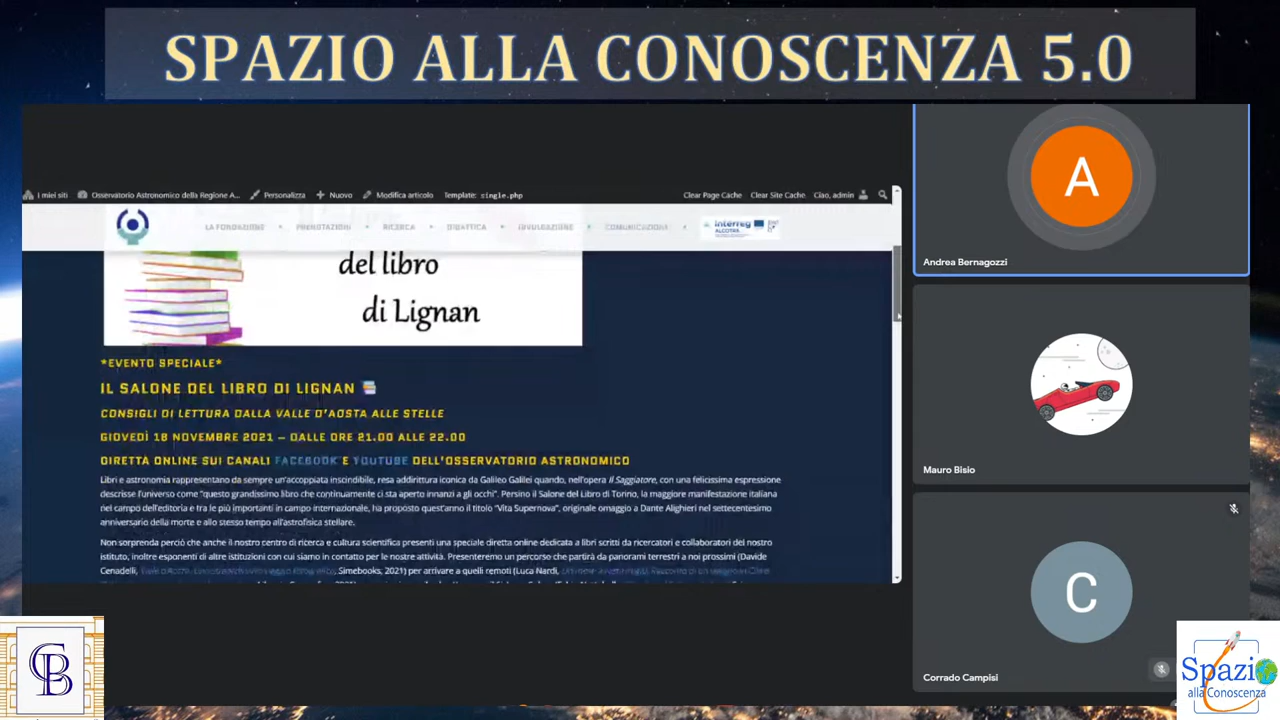 SPAZIO ALLA CONOSCENZA 5.0
I miei siti Osservatorio Astronomico della Regione A... Personalizza Nuovo Modifica articolo Template: single.php Clear Page Cache Clear Site Cache Ciao, admin
LA FONDAZIONE • PRENOTAZIONI • RICERCA • DIDATTICA • DIVULGAZIONE • COMUNICAZIONI • Interreg
ALCOTRA
del libro
di Lignan
*EVENTO SPECIALE*
IL SALONE DEL LIBRO DI LIGNAN
CONSIGLI DI LETTURA DALLA VALLE D'AOSTA ALLE STELLE
GIOVEDÌ 18 NOVEMBRE 2021 – DALLE ORE 21.00 ALLE 22.00
DIRETTA ONLINE SUI CANALI FACEBOOK E YOUTUBE DELL'OSSERVATORIO ASTRONOMICO
Libri e astronomia rappresentano da sempre un'accoppiata inscindibile, resa addirittura iconica da Galileo Galilei quando, nell'opera il Saggiatore, con una felicissima espressione
descrisse l'universo come "questo grandissimo libro che continuamente ci sta aperto innanzi a gli occhi". Persino il Salone del Libro di Torino, la maggiore manifestazione italiana
nel campo dell'editoria e tra le più importanti in campo internazionale, ha proposto quest'anno il titolo "Vita Supernova", originale omaggio a Dante Alighieri nel settecentesimo
anniversario della morte e allo stesso tempo all'astrofisica stellare.
Non sorprenda perciò che anche il nostro centro di ricerca e cultura scientifica presenti una speciale diretta online dedicata a libri scritti da ricercatori e collaboratori del nostro
istituto, inoltre esponenti di altre istituzioni con cui siamo in contatto per le nostre attività. Presenteremo un percorso che partirà da panorami terrestri a noi prossimi (Davide
Cenadelli, Simebooks, 2021) per arrivare a quelli remoti (Luca Nardi,
A
Andrea Bernagozzi
Mauro Bisio
C
Corrado Campisi
CB
Spazio
alla Conoscenza